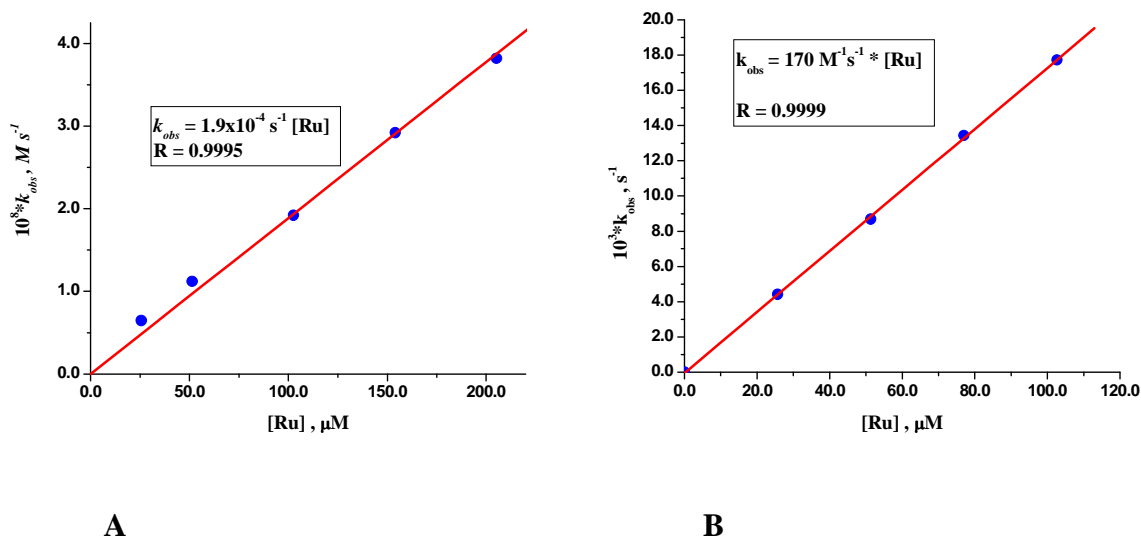 4.0
3.0
2.0
1.0
0.0
10⁸*k_obs , M s⁻¹
k_obs = 1.9x10⁻⁴ s⁻¹ [Ru]
R = 0.9995
0.0 50.0 100.0 150.0 200.0
[Ru] , µM
A
20.0
18.0
16.0
14.0
12.0
10.0
8.0
6.0
4.0
2.0
0.0
10³*k_obs , s⁻¹
k_obs = 170 M⁻¹s⁻¹ * [Ru]
R = 0.9999
0.0 20.0 40.0 60.0 80.0 100.0 120.0
[Ru] , µM
B